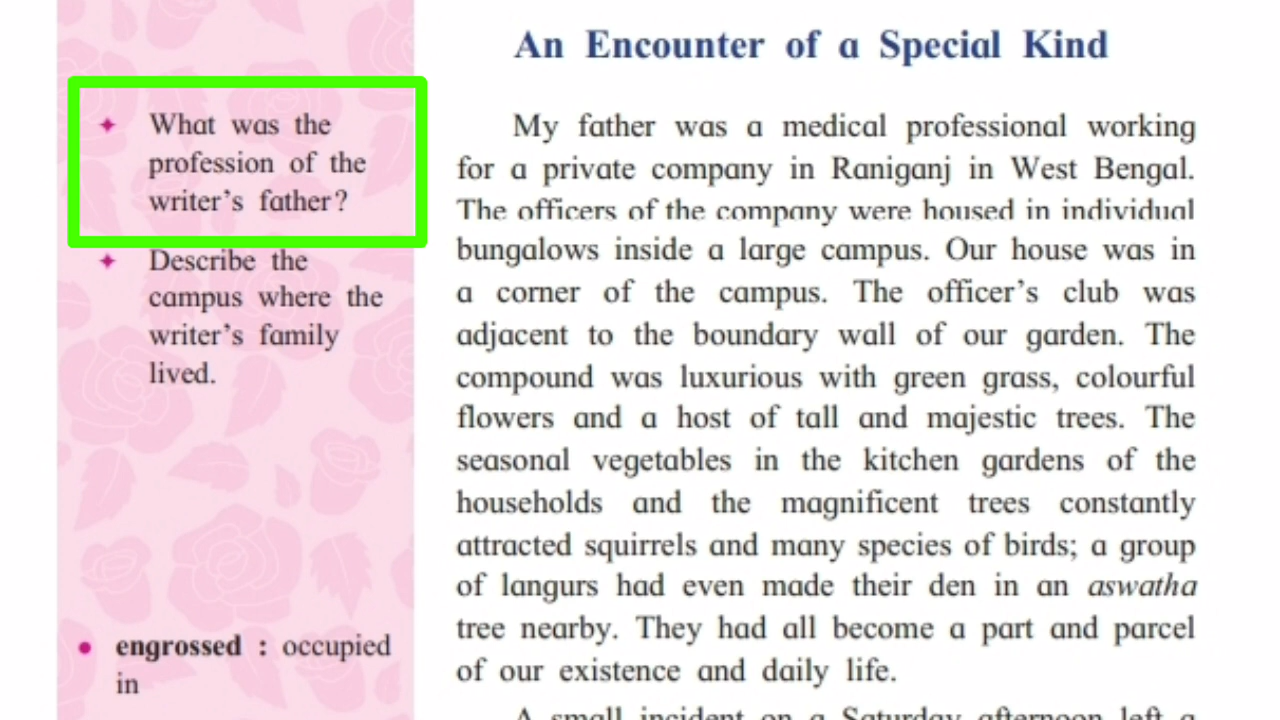 An Encounter of a Special Kind
What was the
profession of the
writer's father?
Describe the
campus where the
writer's family
lived.
engrossed : occupied
in
My father was a medical professional working
for a private company in Raniganj in West Bengal.
The officers of the company were housed in individual
bungalows inside a large campus. Our house was in
a corner of the campus. The officer's club was
adjacent to the boundary wall of our garden. The
compound was luxurious with green grass, colourful
flowers and a host of tall and majestic trees. The
seasonal vegetables in the kitchen gardens of the
households and the magnificent trees constantly
attracted squirrels and many species of birds; a group
of langurs had even made their den in an aswatha
tree nearby. They had all become a part and parcel
of our existence and daily life.
A small incident on a Saturday afternoon left a